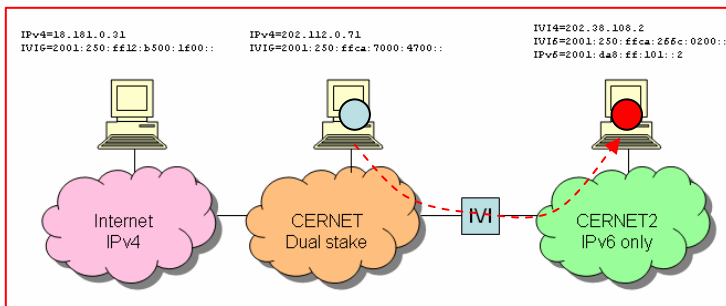 IPv4=18.181.0.31
IVI6=2001:250:ff12:b500:1f00::
IPv4=202.112.0.71
IVI6=2001:250:ffca:7000:4700::
IVI4=202.38.108.2
IVI6=2001:250:ffca:266c:0200::
IPv6=2001:da8:ff:101::2
Internet
IPv4
CERNET
Dual stake
IVI
CERNET2
IPv6 only